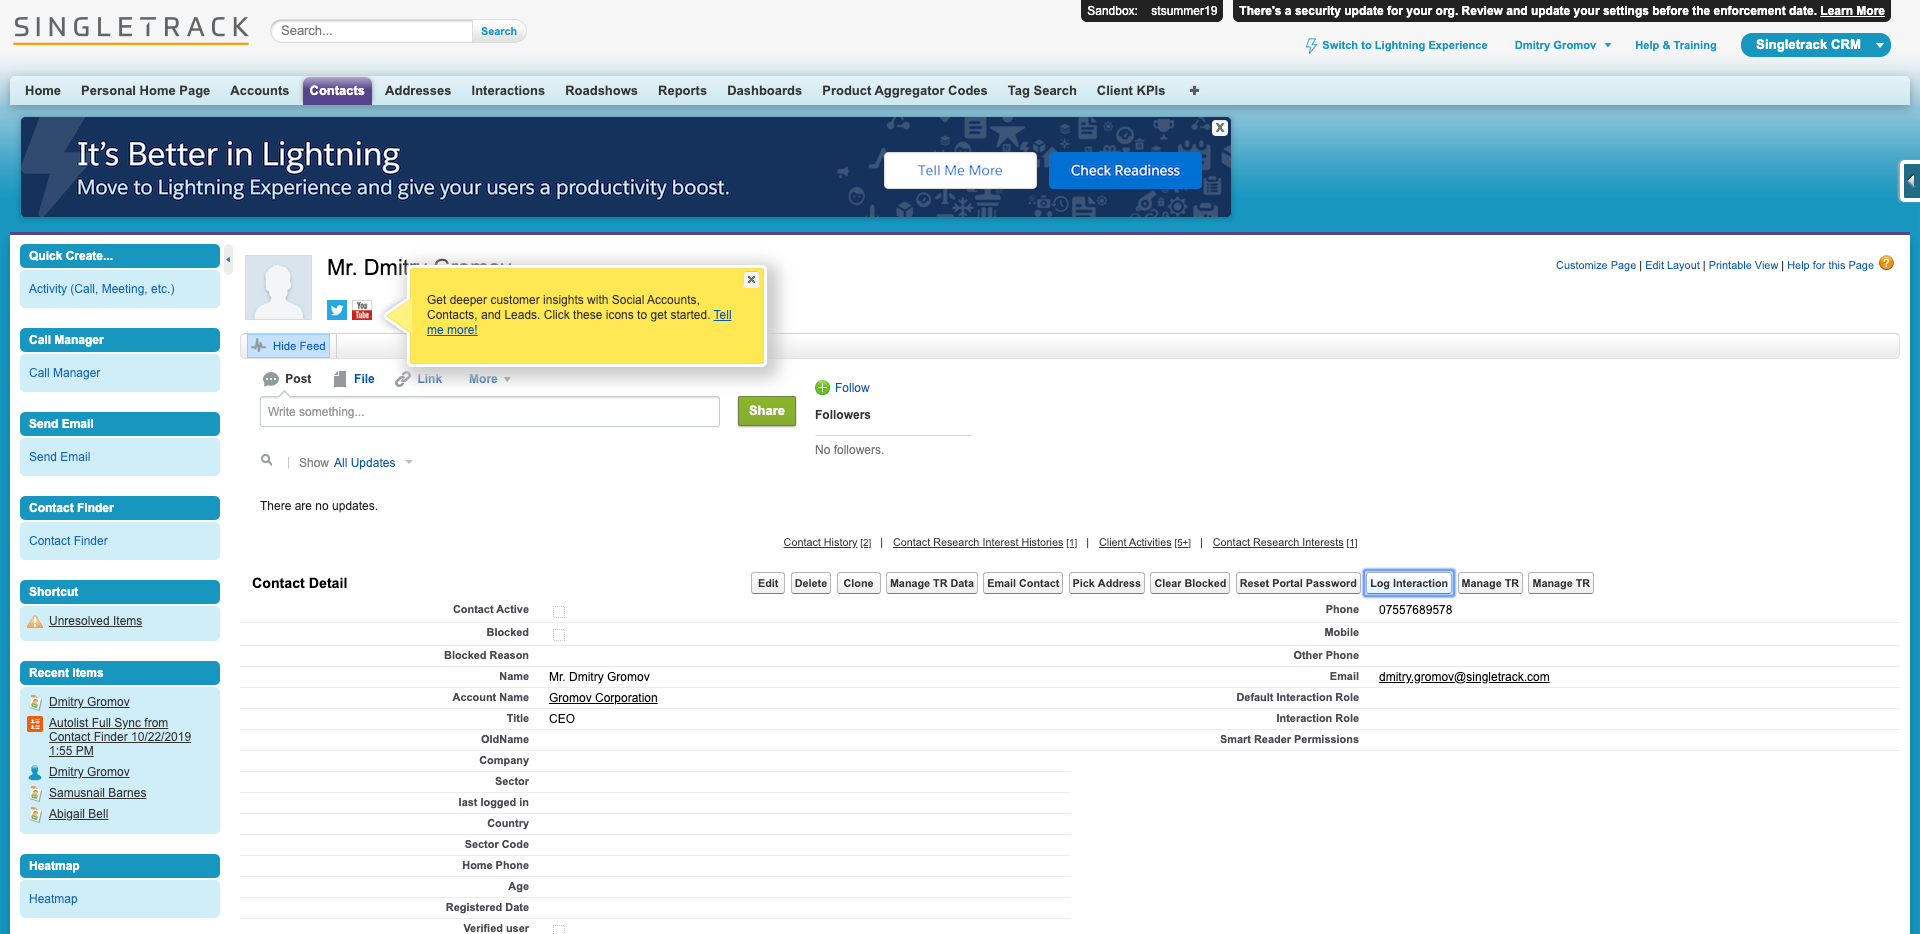 SINGLETRACK
Search...
Search
Sandbox: stsummer19
There's a security update for your org. Review and update your settings before the enforcement date. Learn More
Switch to Lightning Experience
Dmitry Gromov
Help & Training
Singletrack CRM
Home Personal Home Page Accounts Contacts Addresses Interactions Roadshows Reports Dashboards Product Aggregator Codes Tag Search Client KPIs +
It's Better in Lightning
Move to Lightning Experience and give your users a productivity boost.
Tell Me More
Check Readiness
X
Quick Create...
Activity (Call, Meeting, etc.)
Call Manager
Call Manager
Send Email
Send Email
Contact Finder
Contact Finder
Shortcut
Unresolved Items
Recent Items
Dmitry Gromov
Autolist Full Sync from
Contact Finder 10/22/2019
1:55 PM
Dmitry Gromov
Samusnail Barnes
Abigail Bell
Heatmap
Heatmap
Mr. Dmitry Gromov
Customize Page | Edit Layout | Printable View | Help for this Page ?
You
Tube
Get deeper customer insights with Social Accounts,
Contacts, and Leads. Click these icons to get started. Tell
me more!
Hide Feed
Post File Link More
Write something...
Share
Follow
Followers
No followers.
Show All Updates
There are no updates.
Contact History [2] | Contact Research Interest Histories [1] | Client Activities [5+] | Contact Research Interests [1]
Contact Detail
Edit Delete Clone Manage TR Data Email Contact Pick Address Clear Blocked Reset Portal Password Log Interaction Manage TR Manage TR
Contact Active
Phone 07557689578
Blocked
Mobile
Blocked Reason
Other Phone
Name Mr. Dmitry Gromov
Email dmitry.gromov@singletrack.com
Account Name Gromov Corporation
Default Interaction Role
Title CEO
Interaction Role
OldName
Smart Reader Permissions
Company
Sector
last logged in
Country
Sector Code
Home Phone
Age
Registered Date
Verified user